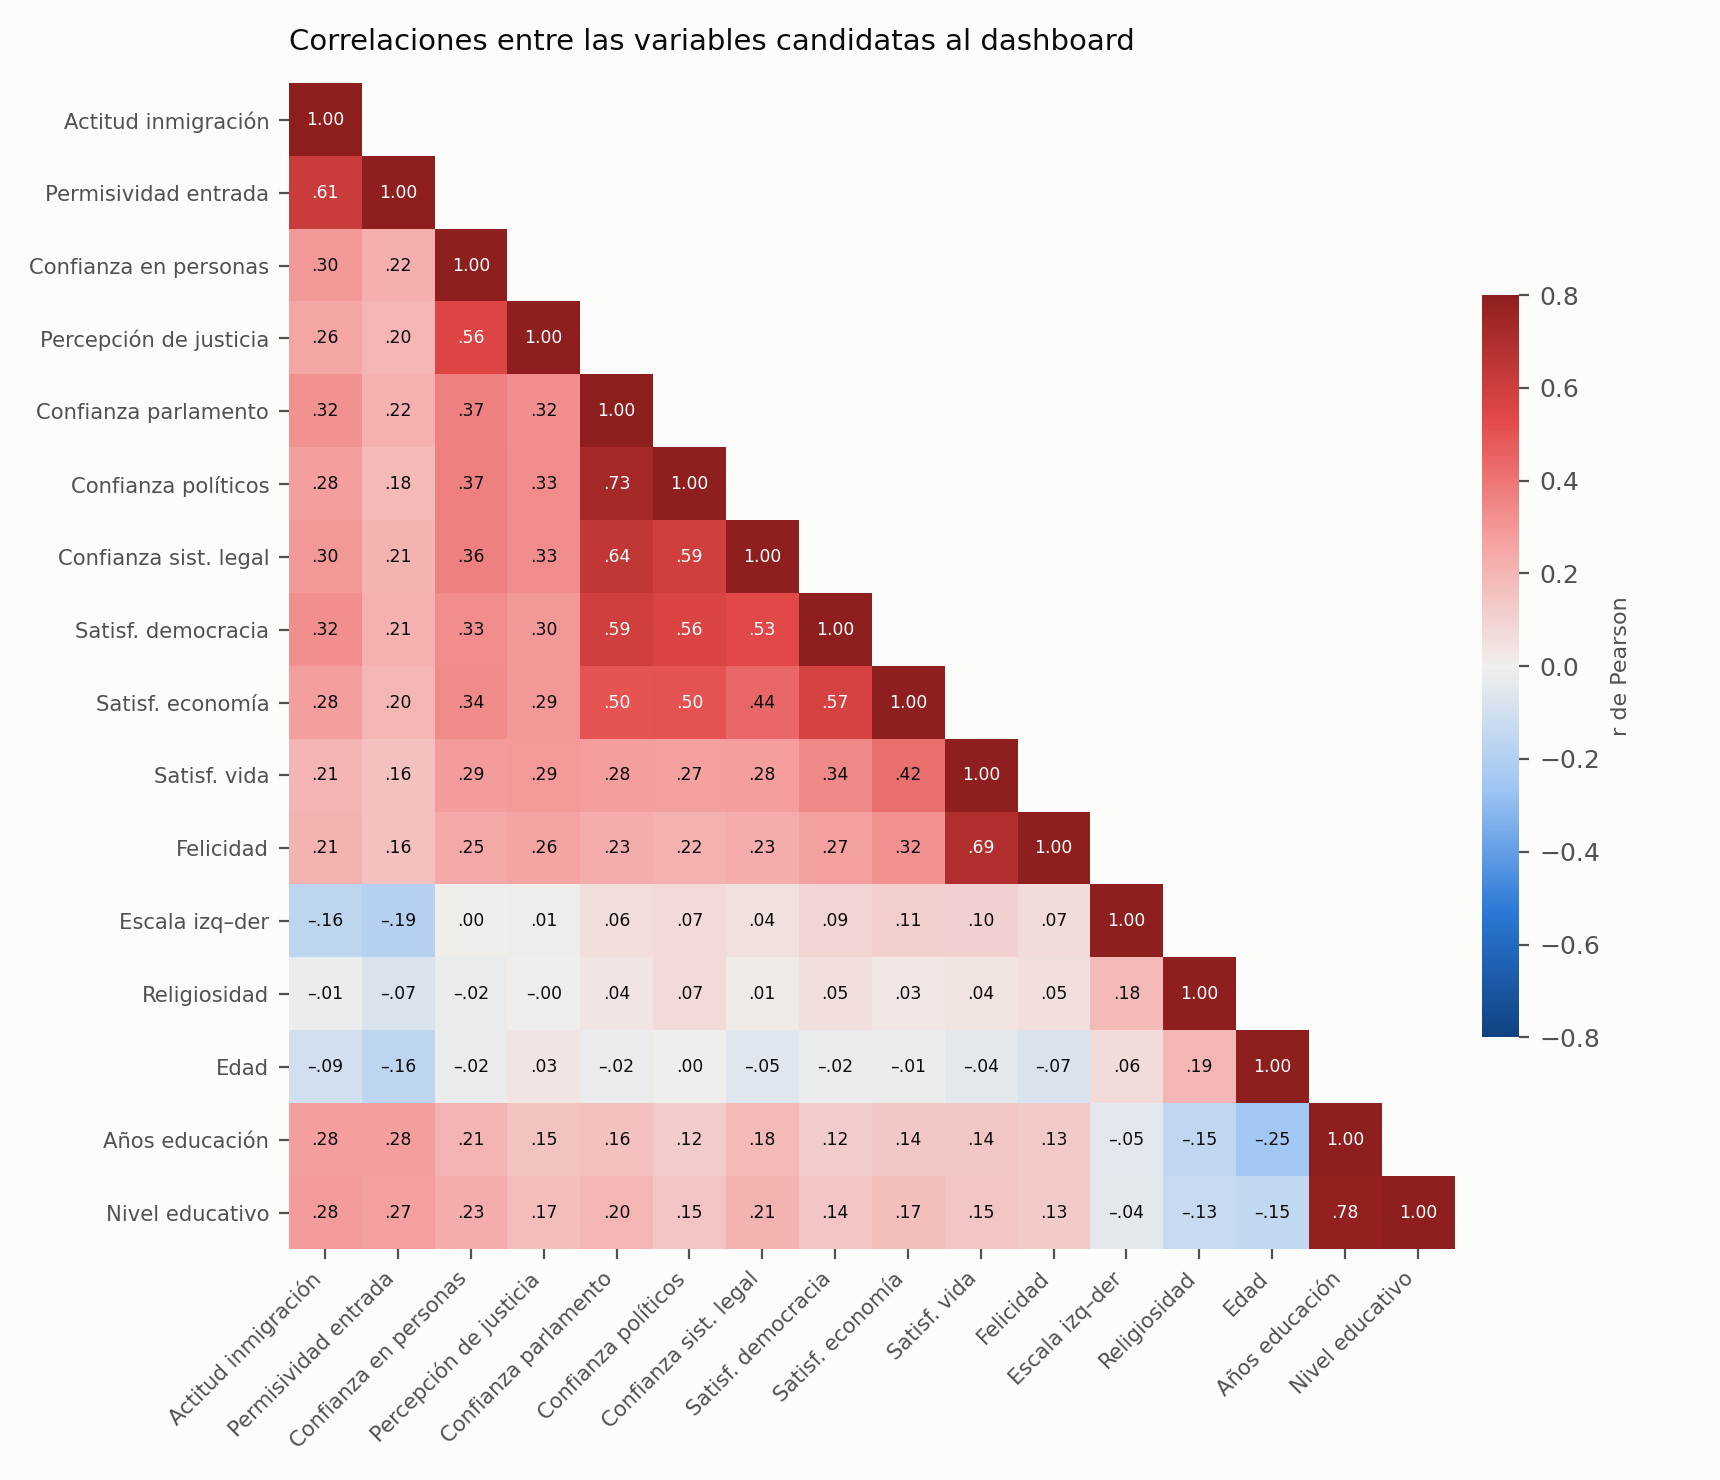 Correlaciones entre las variables candidatas al dashboard
Actitud inmigración 1.00
Permisividad entrada .61 1.00
Confianza en personas .30 .22 1.00
Percepción de justicia .26 .20 .56 1.00
Confianza parlamento .32 .22 .37 .32 1.00
Confianza políticos .28 .18 .37 .33 .73 1.00
Confianza sist. legal .30 .21 .36 .33 .64 .59 1.00
Satisf. democracia .32 .21 .33 .30 .59 .56 .53 1.00
Satisf. economía .28 .20 .34 .29 .50 .50 .44 .57 1.00
Satisf. vida .21 .16 .29 .29 .28 .27 .28 .34 .42 1.00
Felicidad .21 .16 .25 .26 .23 .22 .23 .27 .32 .69 1.00
Escala izq–der –.16 –.19 .00 .01 .06 .07 .04 .09 .11 .10 .07 1.00
Religiosidad –.01 –.07 –.02 –.00 .04 .07 .01 .05 .03 .04 .05 .18 1.00
Edad –.09 –.16 –.02 .03 –.02 .00 –.05 –.02 –.01 –.04 –.07 .06 .19 1.00
Años educación .28 .28 .21 .15 .16 .12 .18 .12 .14 .14 .13 –.05 –.15 –.25 1.00
Nivel educativo .28 .27 .23 .17 .20 .15 .21 .14 .17 .15 .13 –.04 –.13 –.15 .78 1.00
Actitud inmigración
Permisividad entrada
Confianza en personas
Percepción de justicia
Confianza parlamento
Confianza políticos
Confianza sist. legal
Satisf. democracia
Satisf. economía
Satisf. vida
Felicidad
Escala izq–der
Religiosidad
Edad
Años educación
Nivel educativo
0.8
0.6
0.4
0.2
0.0
−0.2
−0.4
−0.6
−0.8
r de Pearson